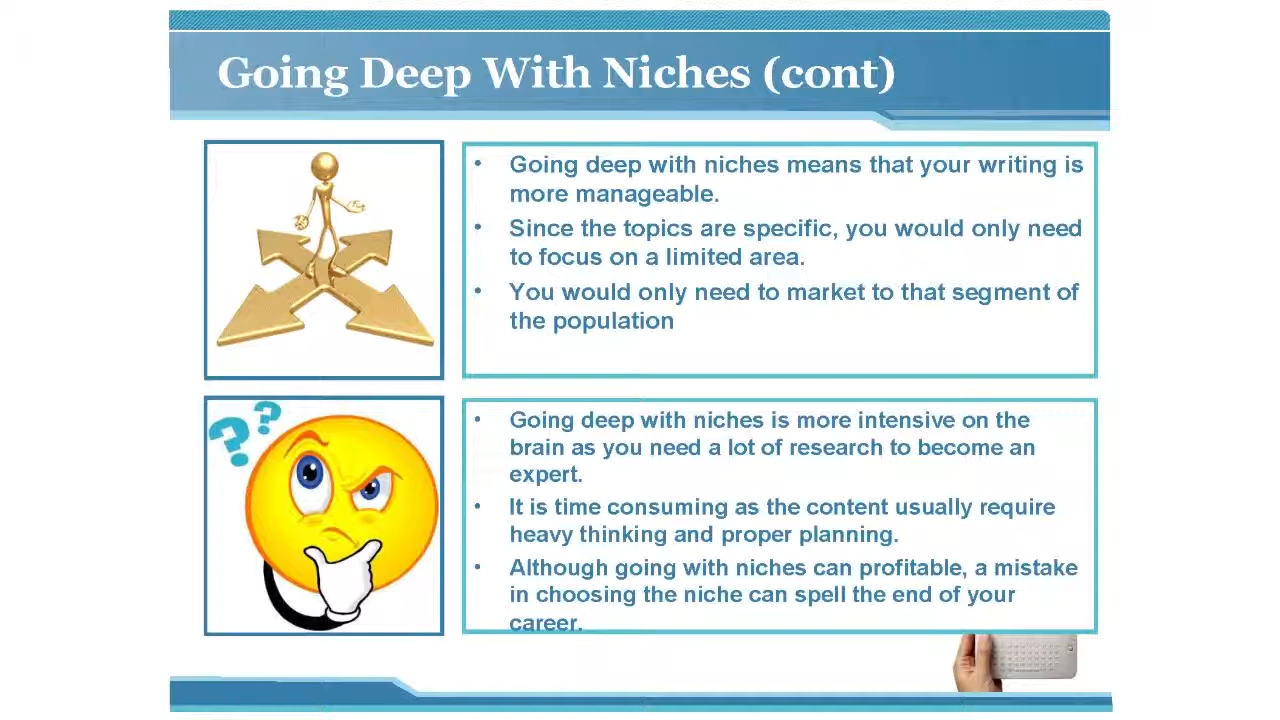 Going Deep With Niches (cont)
• Going deep with niches means that your writing is
more manageable.
• Since the topics are specific, you would only need
to focus on a limited area.
• You would only need to market to that segment of
the population
? ?
• Going deep with niches is more intensive on the
brain as you need a lot of research to become an
expert.
• It is time consuming as the content usually require
heavy thinking and proper planning.
• Although going with niches can profitable, a mistake
in choosing the niche can spell the end of your
career.